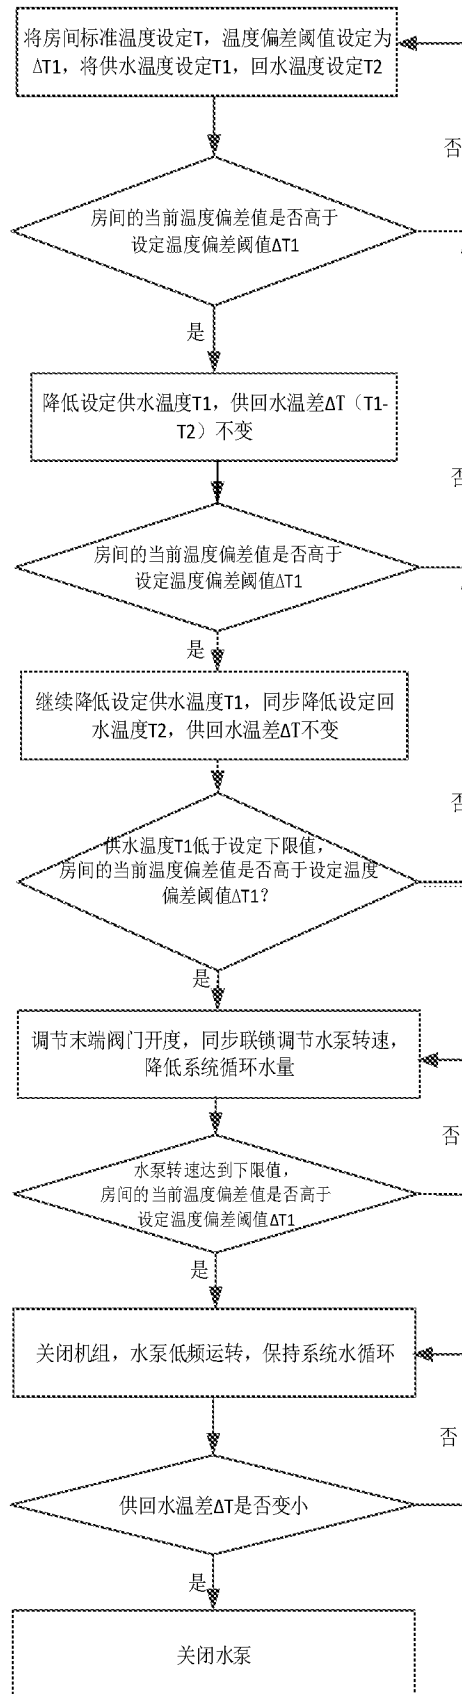 将房间标准温度设定T，温度偏差阈值设定为
ΔT1，将供水温度设定T1，回水温度设定T2
否
房间的当前温度偏差值是否高于
设定温度偏差阈值ΔT1
是
降低设定供水温度T1，供回水温差ΔT（T1-
T2）不变
否
房间的当前温度偏差值是否高于
设定温度偏差阈值ΔT1
是
继续降低设定供水温度T1，同步降低设定回
水温度T2，供回水温差ΔT不变
否
供水温度T1低于设定下限值，
房间的当前温度偏差值是否高于设定温度
偏差阈值ΔT1？
是
调节末端阀门开度，同步联锁调节水泵转速，
降低系统循环水量
否
水泵转速达到下限值，
房间的当前温度偏差值是否高于
设定温度偏差阈值ΔT1
是
关闭机组，水泵低频运转，保持系统水循环
否
供回水温差ΔT是否变小
是
关闭水泵